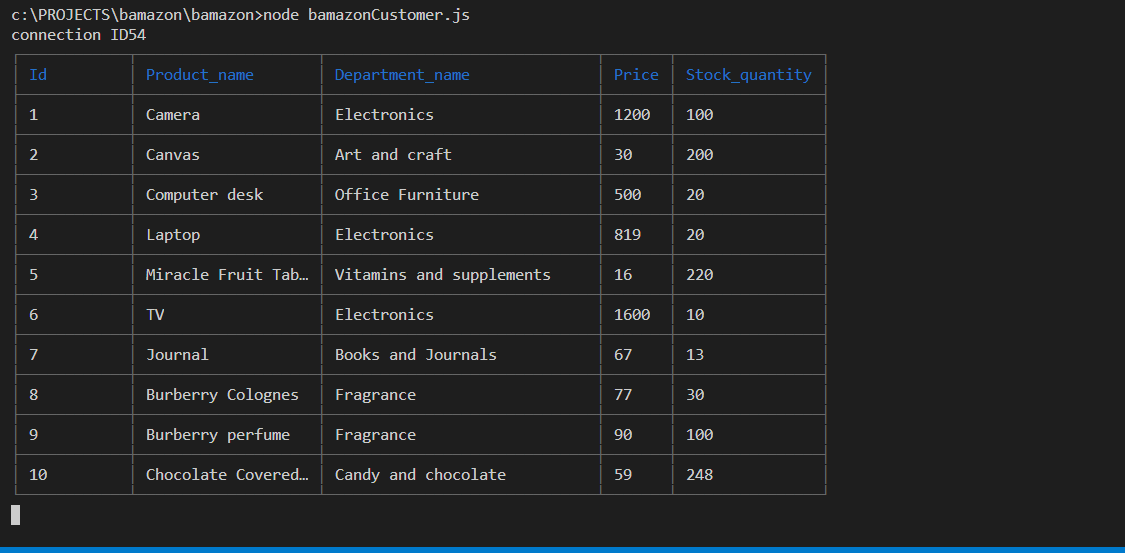 c:\PROJECTS\bamazon\bamazon>node bamazonCustomer.js
connection ID54
Id Product_name Department_name Price Stock_quantity
1 Camera Electronics 1200 100
2 Canvas Art and craft 30 200
3 Computer desk Office Furniture 500 20
4 Laptop Electronics 819 20
5 Miracle Fruit Tab… Vitamins and supplements 16 220
6 TV Electronics 1600 10
7 Journal Books and Journals 67 13
8 Burberry Colognes Fragrance 77 30
9 Burberry perfume Fragrance 90 100
10 Chocolate Covered… Candy and chocolate 59 248